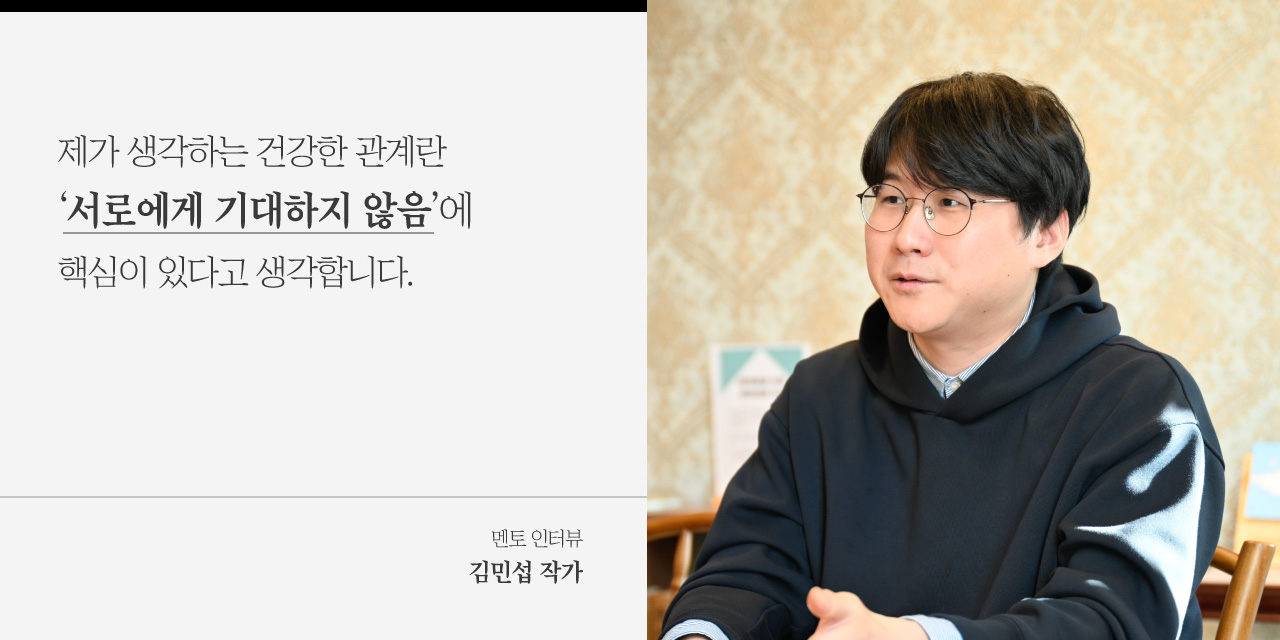 제가 생각하는 건강한 관계란
‘서로에게 기대하지 않음’에
핵심이 있다고 생각합니다.
멘토 인터뷰
김민섭 작가